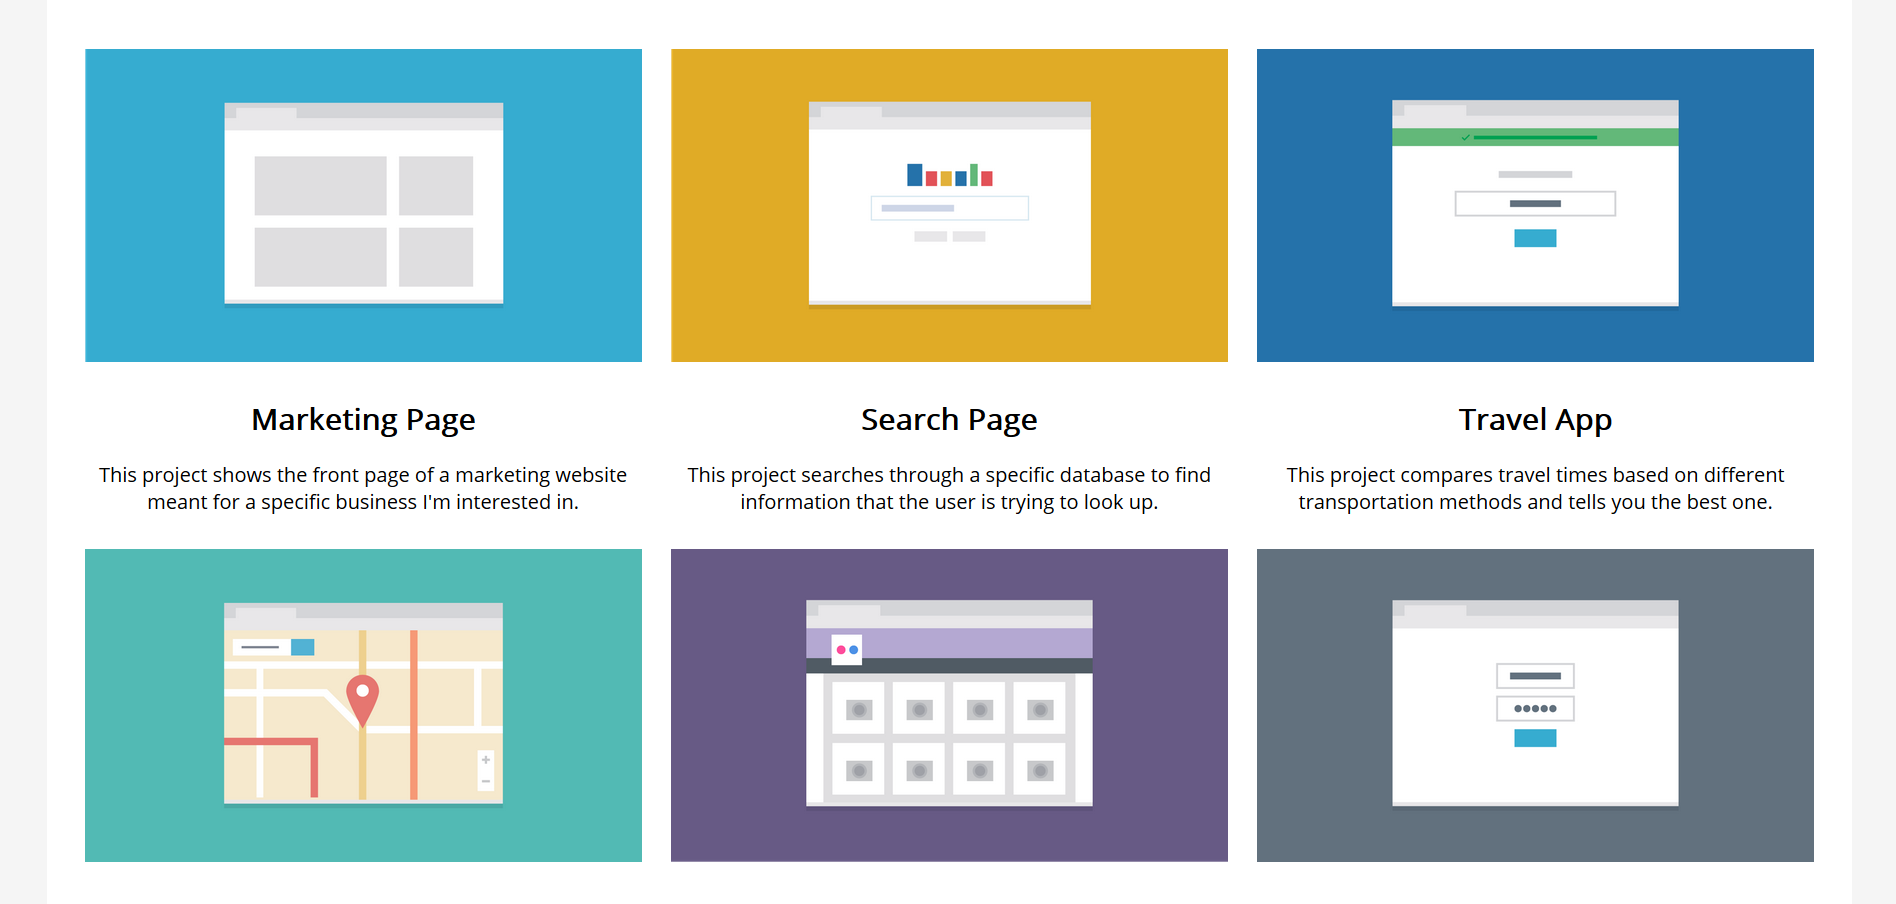 Marketing Page
This project shows the front page of a marketing website
meant for a specific business I'm interested in.
Search Page
This project searches through a specific database to find
information that the user is trying to look up.
Travel App
This project compares travel times based on different
transportation methods and tells you the best one.